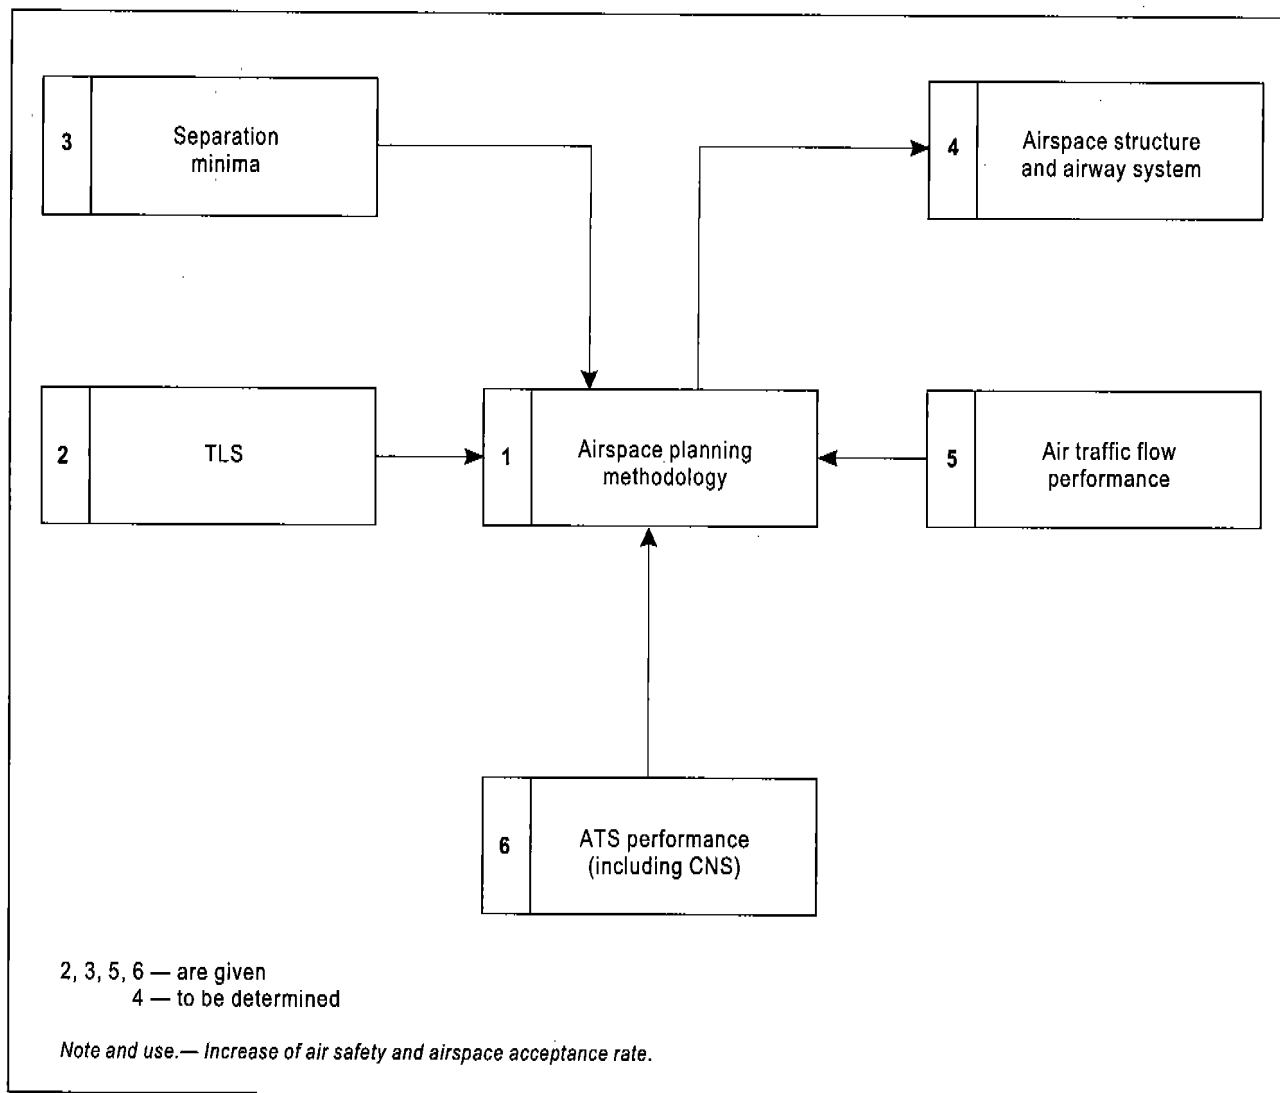 3
Separation
minima
4
Airspace structure
and airway system
2
TLS
1
Airspace planning
methodology
5
Air traffic flow
performance
6
ATS performance
(including CNS)
2, 3, 5, 6 — are given
4 — to be determined
Note and use.— Increase of air safety and airspace acceptance rate.